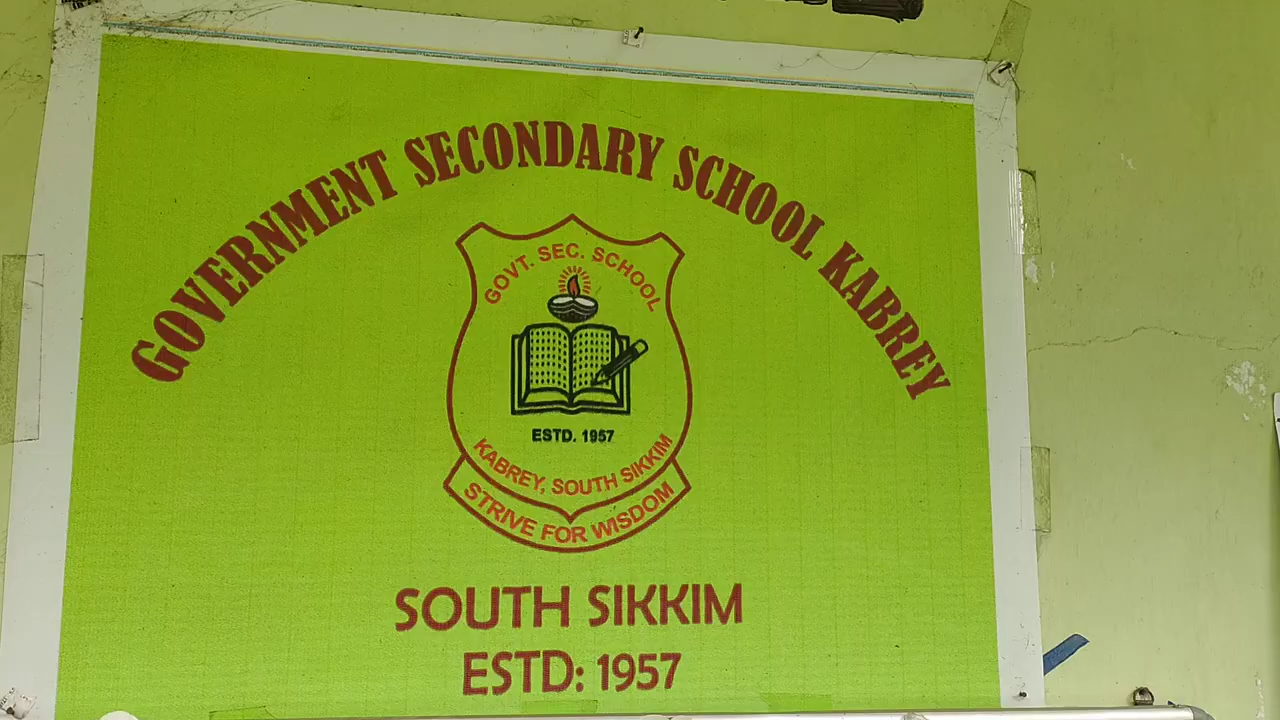 GOVERNMENT SECONDARY SCHOOL KABREY
GOVT. SEC. SCHOOL
ESTD. 1957
KABREY, SOUTH SIKKIM
STRIVE FOR WISDOM
SOUTH SIKKIM
ESTD: 1957